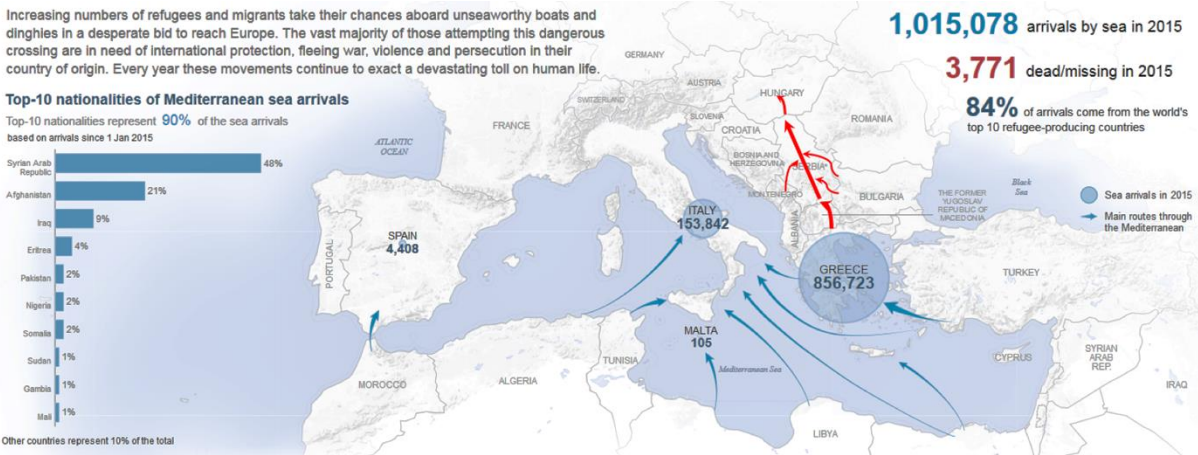 Increasing numbers of refugees and migrants take their chances aboard unseaworthy boats and
dinghies in a desperate bid to reach Europe. The vast majority of those attempting this dangerous
crossing are in need of international protection, fleeing war, violence and persecution in their
country of origin. Every year these movements continue to exact a devastating toll on human life.
1,015,078 arrivals by sea in 2015
3,771 dead/missing in 2015
84% of arrivals come from the world's
top 10 refugee-producing countries
Top-10 nationalities of Mediterranean sea arrivals
Top-10 nationalities represent 90% of the sea arrivals
based on arrivals since 1 Jan 2015
Syrian Arab
Republic
48%
Afghanistan
21%
Iraq
9%
Eritrea
4%
Pakistan
2%
Nigeria
2%
Somalia
2%
Sudan
1%
Gambia
1%
Mali
1%
Other countries represent 10% of the total
ATLANTIC
OCEAN
GERMANY
FRANCE
SWITZERLAND
AUSTRIA
SLOVENIA
HUNGARY
CROATIA
ROMANIA
BOSNIA AND
HERZEGOVINA
SERBIA
MONTENEGRO
BULGARIA
ALBANIA
THE FORMER
YUGOSLAV
REPUBLIC OF
MACEDONIA
Black
Sea
Sea arrivals in 2015
Main routes through
the Mediterranean
PORTUGAL
SPAIN
4,408
ITALY
153,842
GREECE
856,723
TURKEY
MALTA
105
Mediterranean Sea
CYPRUS
SYRIAN
ARAB
REP.
IRAQ
MOROCCO
ALGERIA
TUNISIA
LIBYA